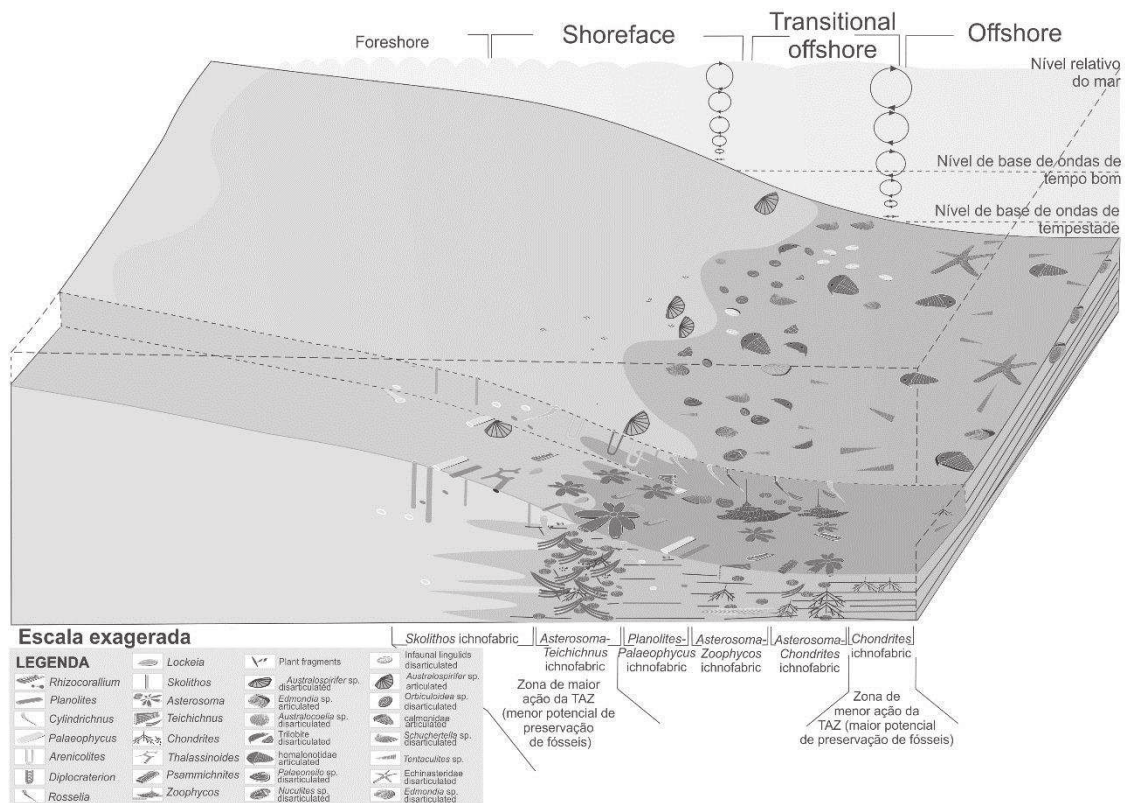 Foreshore
Shoreface
Transitional
offshore
Offshore
Nível relativo
do mar
Nível de base de ondas de
tempo bom
Nível de base de ondas de
tempestade
Escala exagerada
Skolithos ichnofabric
Asterosoma-
Teichichnus
ichnofabric
Planolites-
Palaeophycus
ichnofabric
Asterosoma-
Zoophycos
ichnofabric
Asterosoma-
Chondrites
ichnofabric
Chondrites
ichnofabric
Zona de maior
ação da TAZ
(menor potencial de
preservação
de fósseis)
Zona de
menor ação da
TAZ (maior potencial
de preservação de fósseis)
LEGENDA
Rhizocorallium
Planolites
Cylindrichnus
Palaeophycus
Arenicolites
Diplocraterion
Rosselia
Lockeia
Skolithos
Asterosoma
Teichichnus
Chondrites
Thalassinoides
Psammichnites
Zoophycos
Plant fragments
Australospirifer sp.
disarticulated
Edmondia sp.
articulated
Australocoelia sp.
disarticulated
Trilobite
disarticulated
homalonotidae
articulated
Palaeoneilo sp.
disarticulated
Nuculites sp.
disarticulated
Infaunal lingulids
disarticulated
Australospirifer sp.
articulated
Orbiculoidea sp.
disarticulated
calmoniidae
articulated
Schuchertella sp.
disarticulated
Tentaculites sp.
Echinasteridae
disarticulated
Edmondia sp.
disarticulated